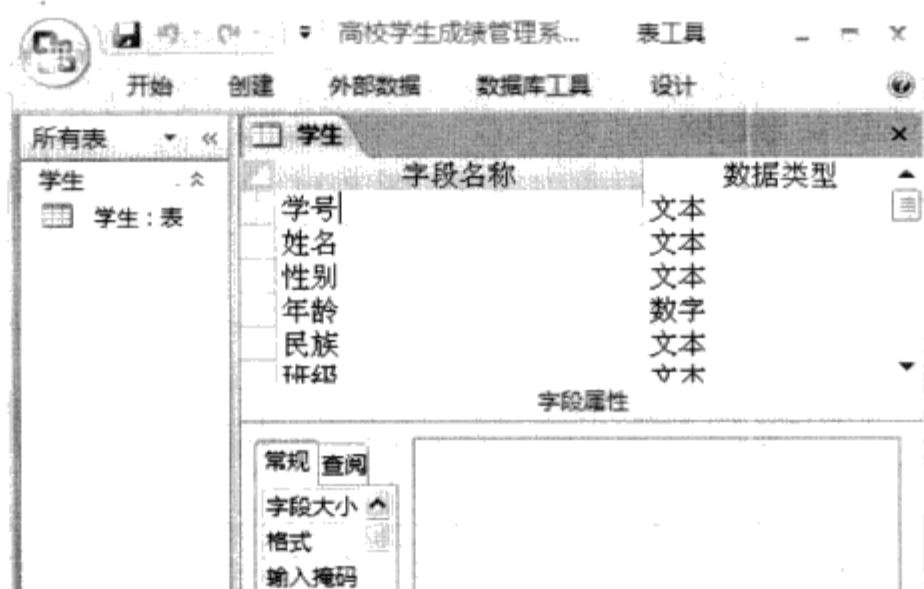 高校学生成绩管理系... 表工具
开始 创建 外部数据 数据库工具 设计
所有表
学生
学生：表
学生
字段名称 数据类型
学号 文本
姓名 文本
性别 文本
年龄 数字
民族 文本
班级 文本
字段属性
常规 查阅
字段大小
格式
输入掩码